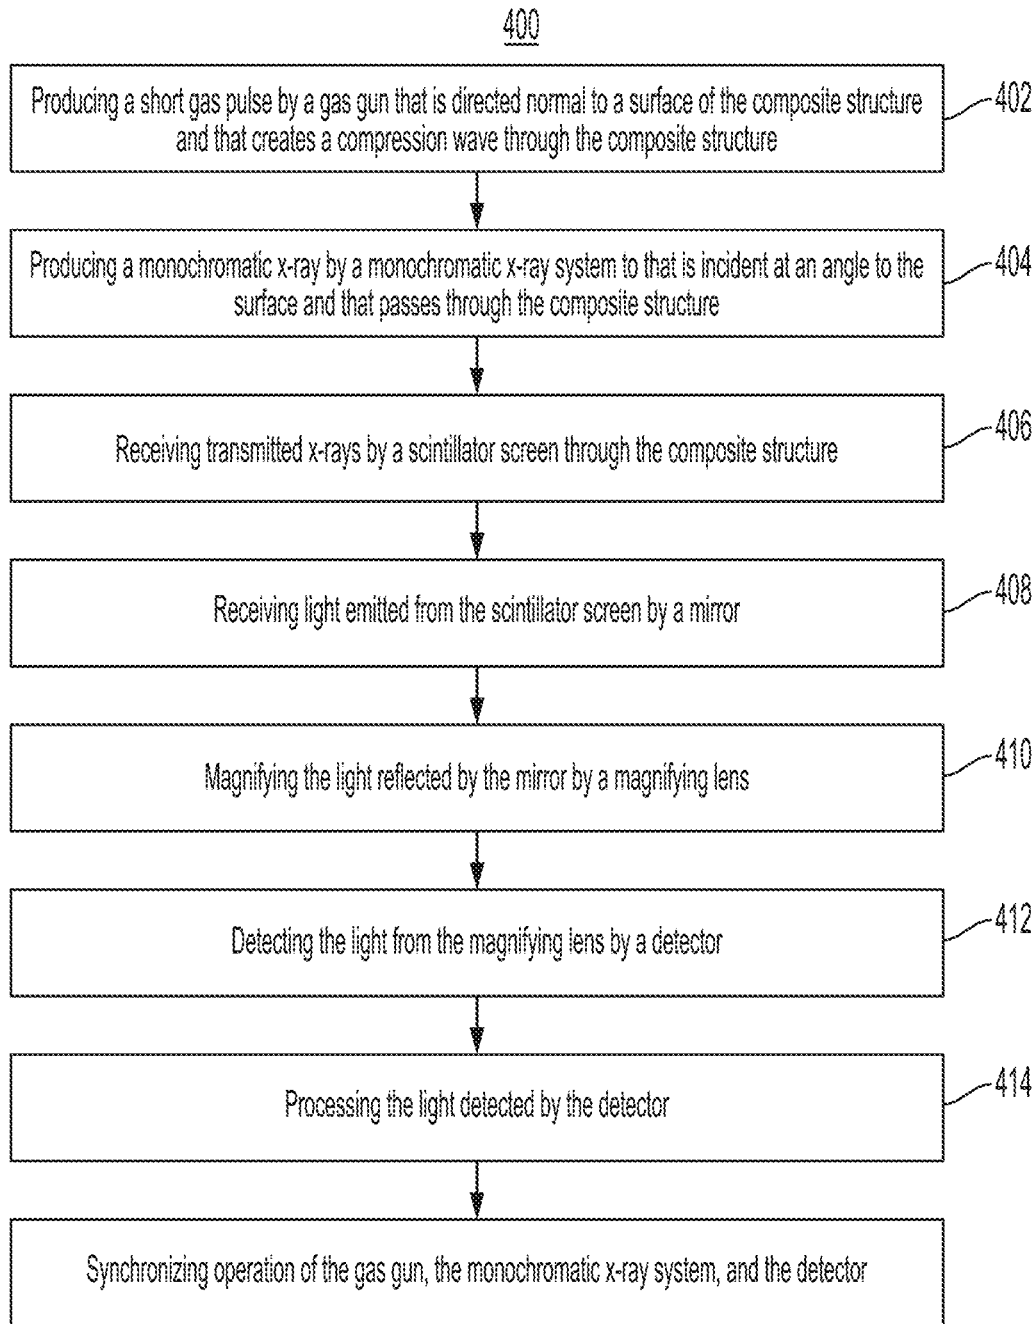 400
Producing a short gas pulse by a gas gun that is directed normal to a surface of the composite structure
and that creates a compression wave through the composite structure
402
Producing a monochromatic x-ray by a monochromatic x-ray system to that is incident at an angle to the
surface and that passes through the composite structure
404
Receiving transmitted x-rays by a scintillator screen through the composite structure
406
Receiving light emitted from the scintillator screen by a mirror
408
Magnifying the light reflected by the mirror by a magnifying lens
410
Detecting the light from the magnifying lens by a detector
412
Processing the light detected by the detector
414
Synchronizing operation of the gas gun, the monochromatic x-ray system, and the detector